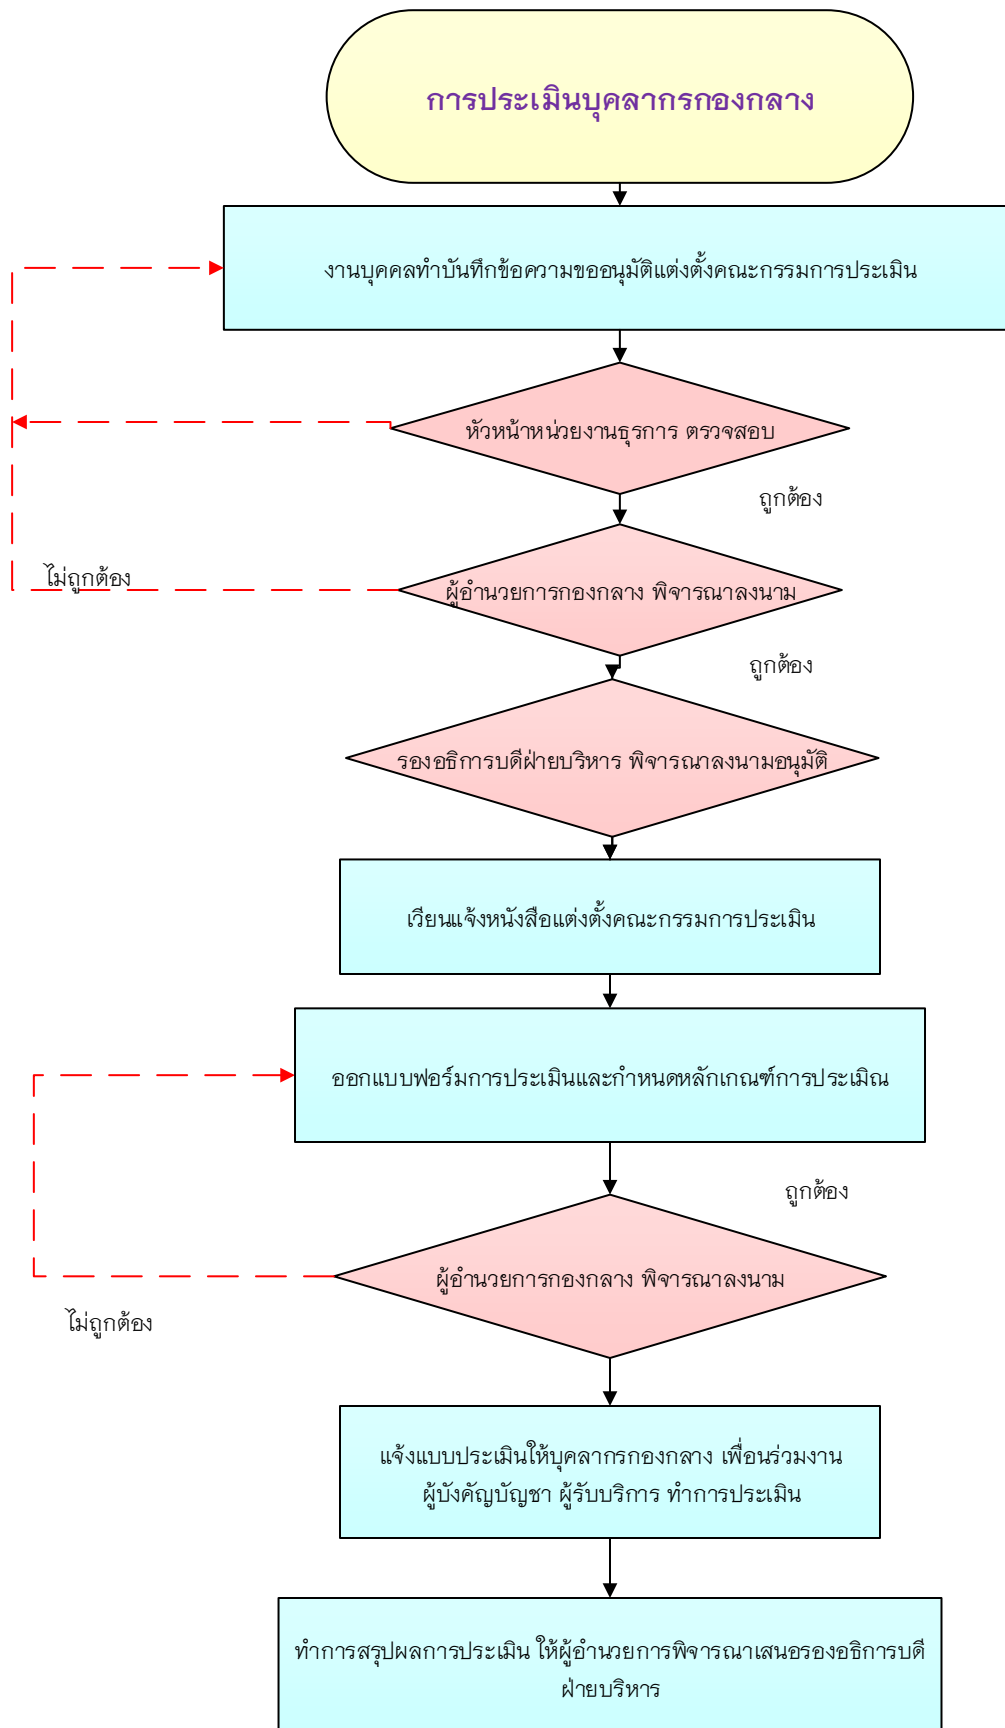 การประเมินบุคลากรกองกลาง
งานบุคคลทำบันทึกข้อความขออนุมัติแต่งตั้งคณะกรรมการประเมิน
หัวหน้าหน่วยงานธุรการ ตรวจสอบ
ถูกต้อง
ไม่ถูกต้อง
ผู้อำนวยการกองกลาง พิจารณาลงนาม
ถูกต้อง
รองอธิการบดีฝ่ายบริหาร พิจารณาลงนามอนุมัติ
เวียนแจ้งหนังสือแต่งตั้งคณะกรรมการประเมิน
ออกแบบฟอร์มการประเมินและกำหนดหลักเกณฑ์การประเมิณ
ถูกต้อง
ผู้อำนวยการกองกลาง พิจารณาลงนาม
ไม่ถูกต้อง
แจ้งแบบประเมินให้บุคลากรกองกลาง เพื่อนร่วมงาน
ผู้บังคัญบัญชา ผู้รับบริการ ทำการประเมิน
ทำการสรุปผลการประเมิน ให้ผู้อำนวยการพิจารณาเสนอรองอธิการบดี
ฝ่ายบริหาร